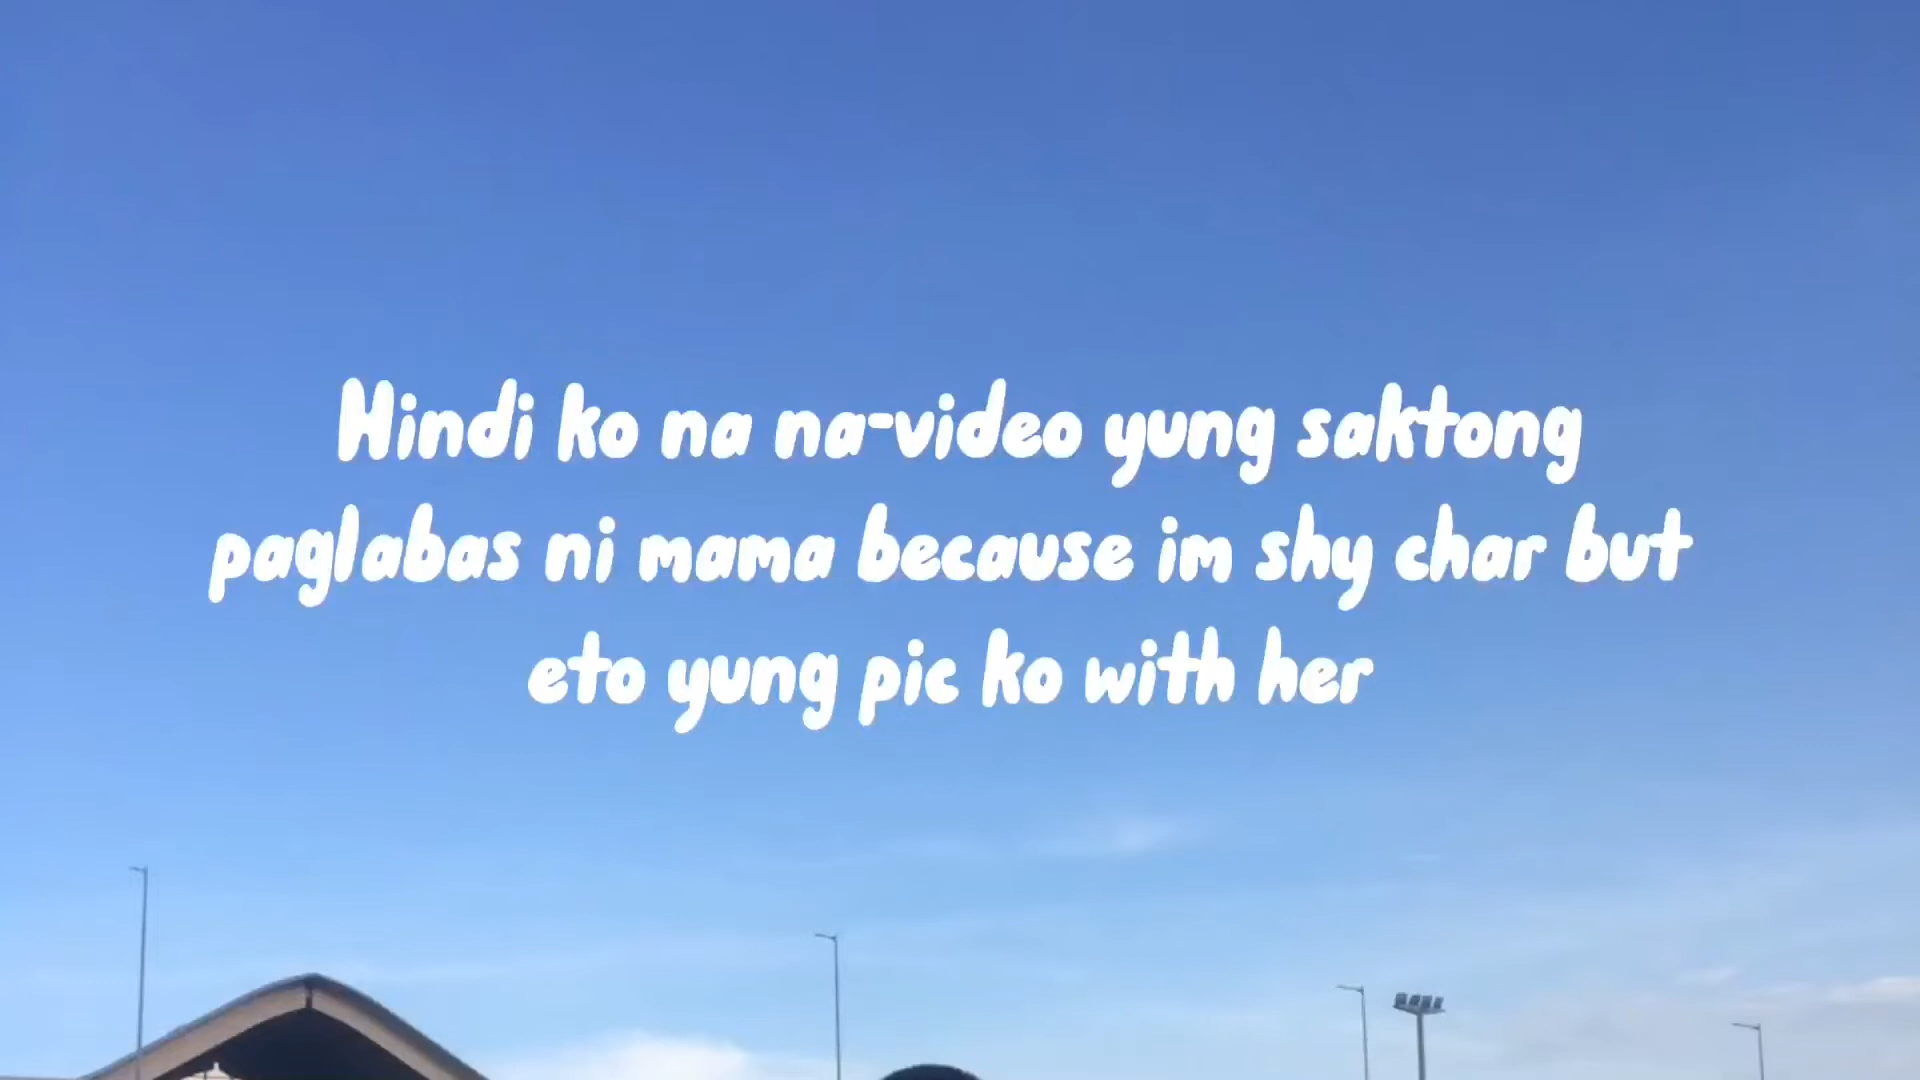 Hindi ko na na-video yung saktong
paglabas ni mama because im shy char but
eto yung pic ko with her